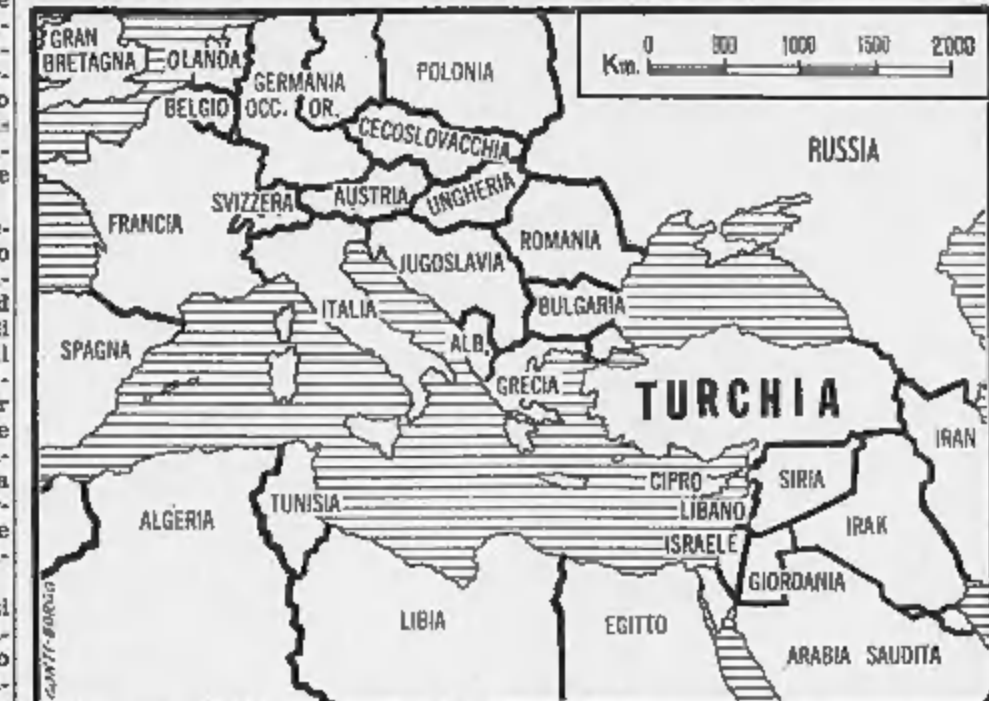 GRAN
BRETAGNA
OLANDA
BELGIO
GERMANIA
OCC. OR.
POLONIA
Km. 0 500 1000 1500 2000
CECOSLOVACCHIA
RUSSIA
FRANCIA
SVIZZERA
AUSTRIA
UNGHERIA
ROMANIA
JUGOSLAVIA
ITALIA
BULGARIA
SPAGNA
ALB.
GRECIA
TURCHIA
IRAN
CIPRO
SIRIA
LIBANO
IRAK
ISRAELE
ALGERIA
TUNISIA
GIORDANIA
LIBIA
EGITTO
ARABIA SAUDITA